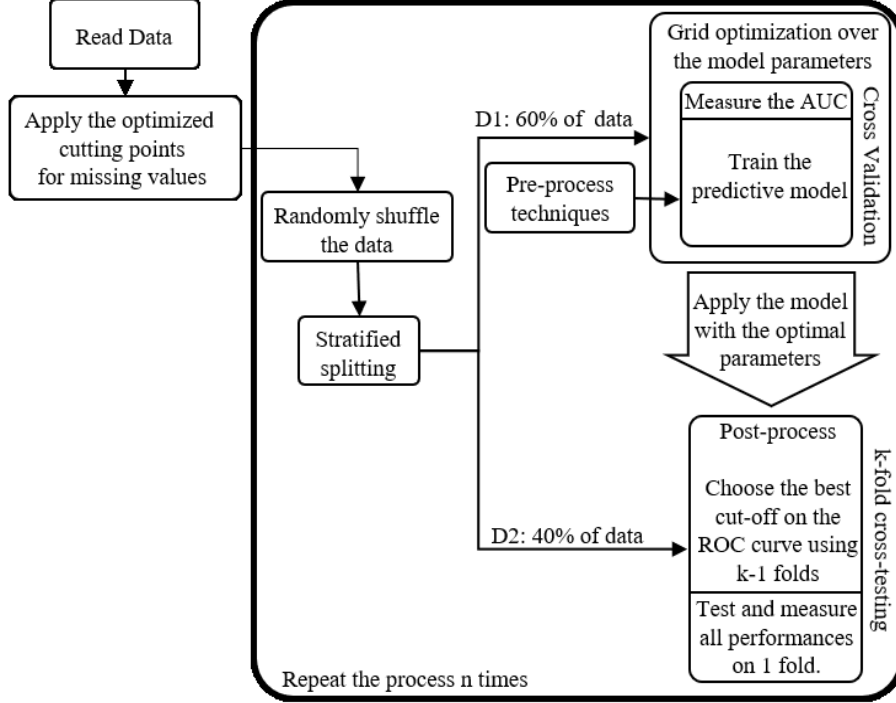 Read Data
Apply the optimized
cutting points
for missing values
Randomly shuffle
the data
Stratified
splitting
D1: 60% of data
Pre-process
techniques
Grid optimization over
the model parameters
Measure the AUC
Train the
predictive model
Cross Validation
Apply the model
with the optimal
parameters
D2: 40% of data
Post-process
Choose the best
cut-off on the
ROC curve using
k-1 folds
Test and measure
all performances
on 1 fold.
k-fold cross-testing
Repeat the process n times